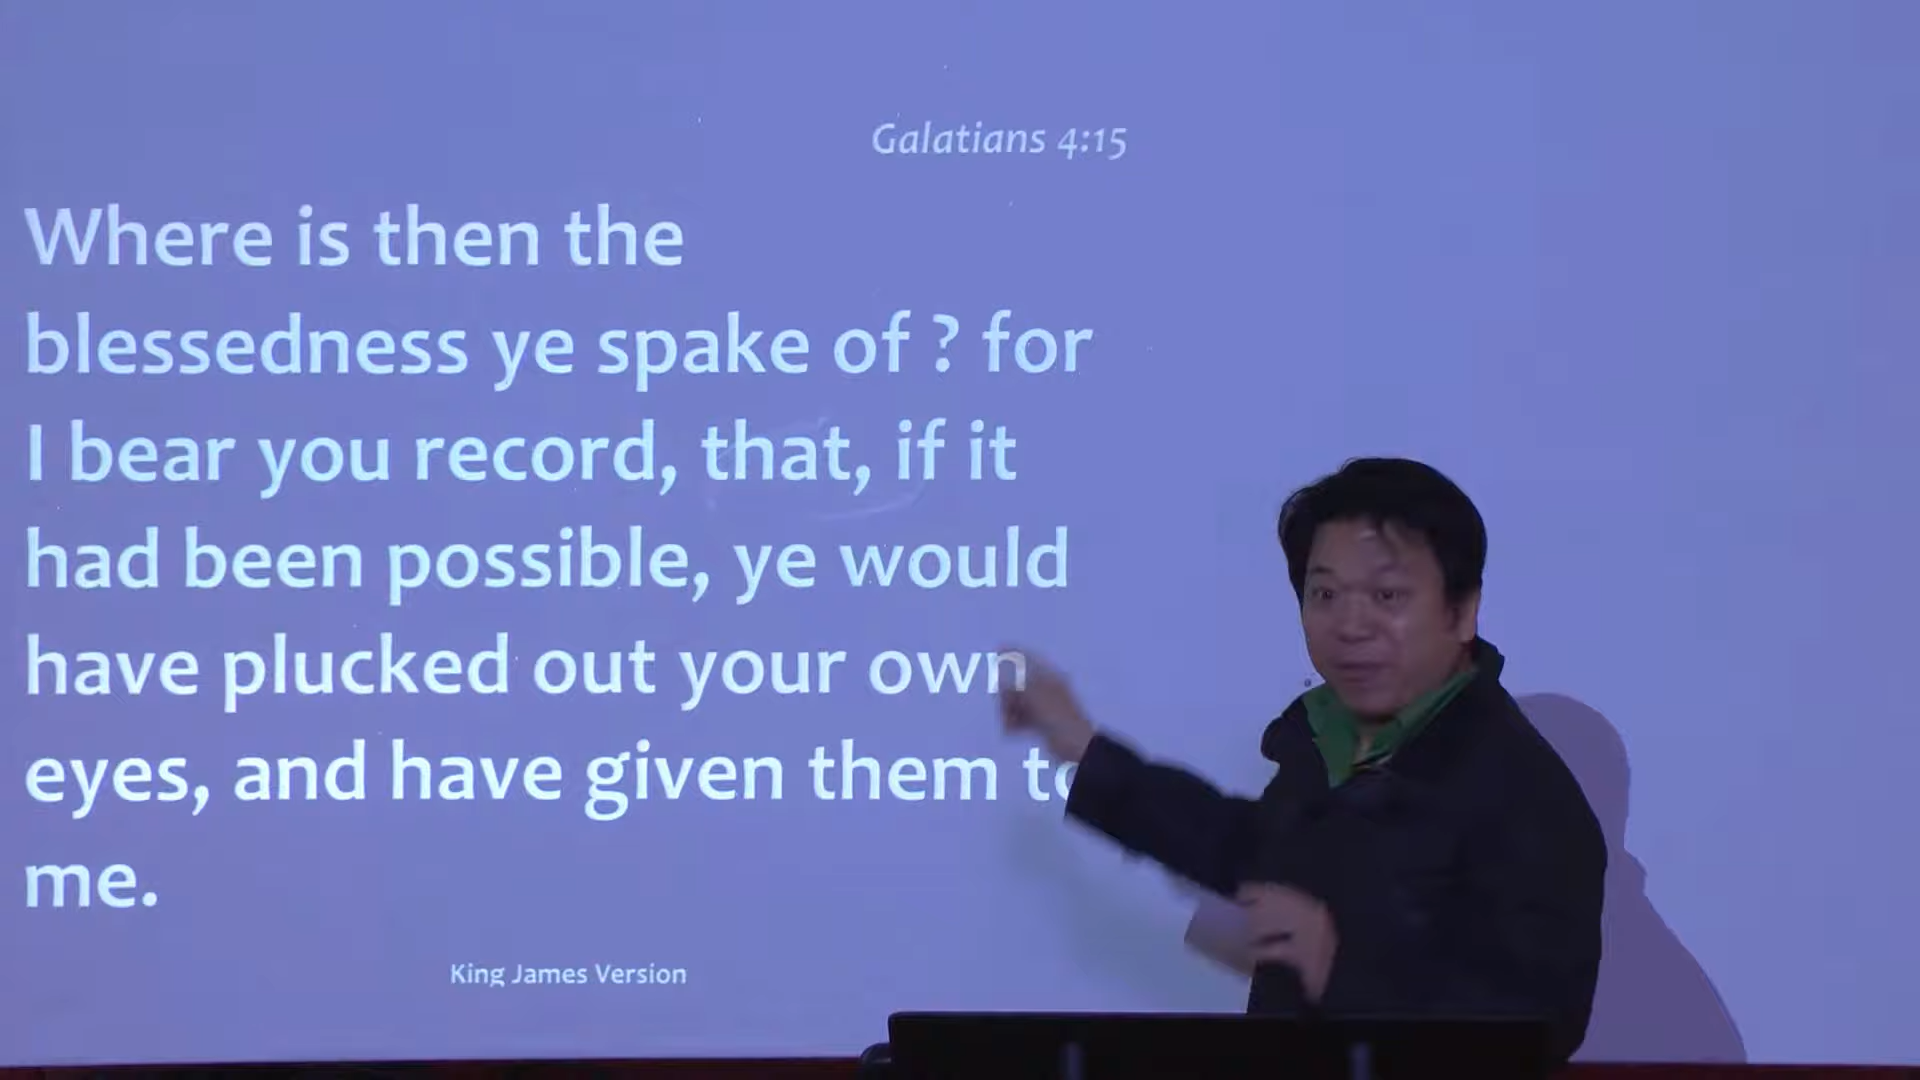 Galatians 4:15
Where is then the
blessedness ye spake of ? for
I bear you record, that, if it
had been possible, ye would
have plucked out your own
eyes, and have given them to
me.
King James Version